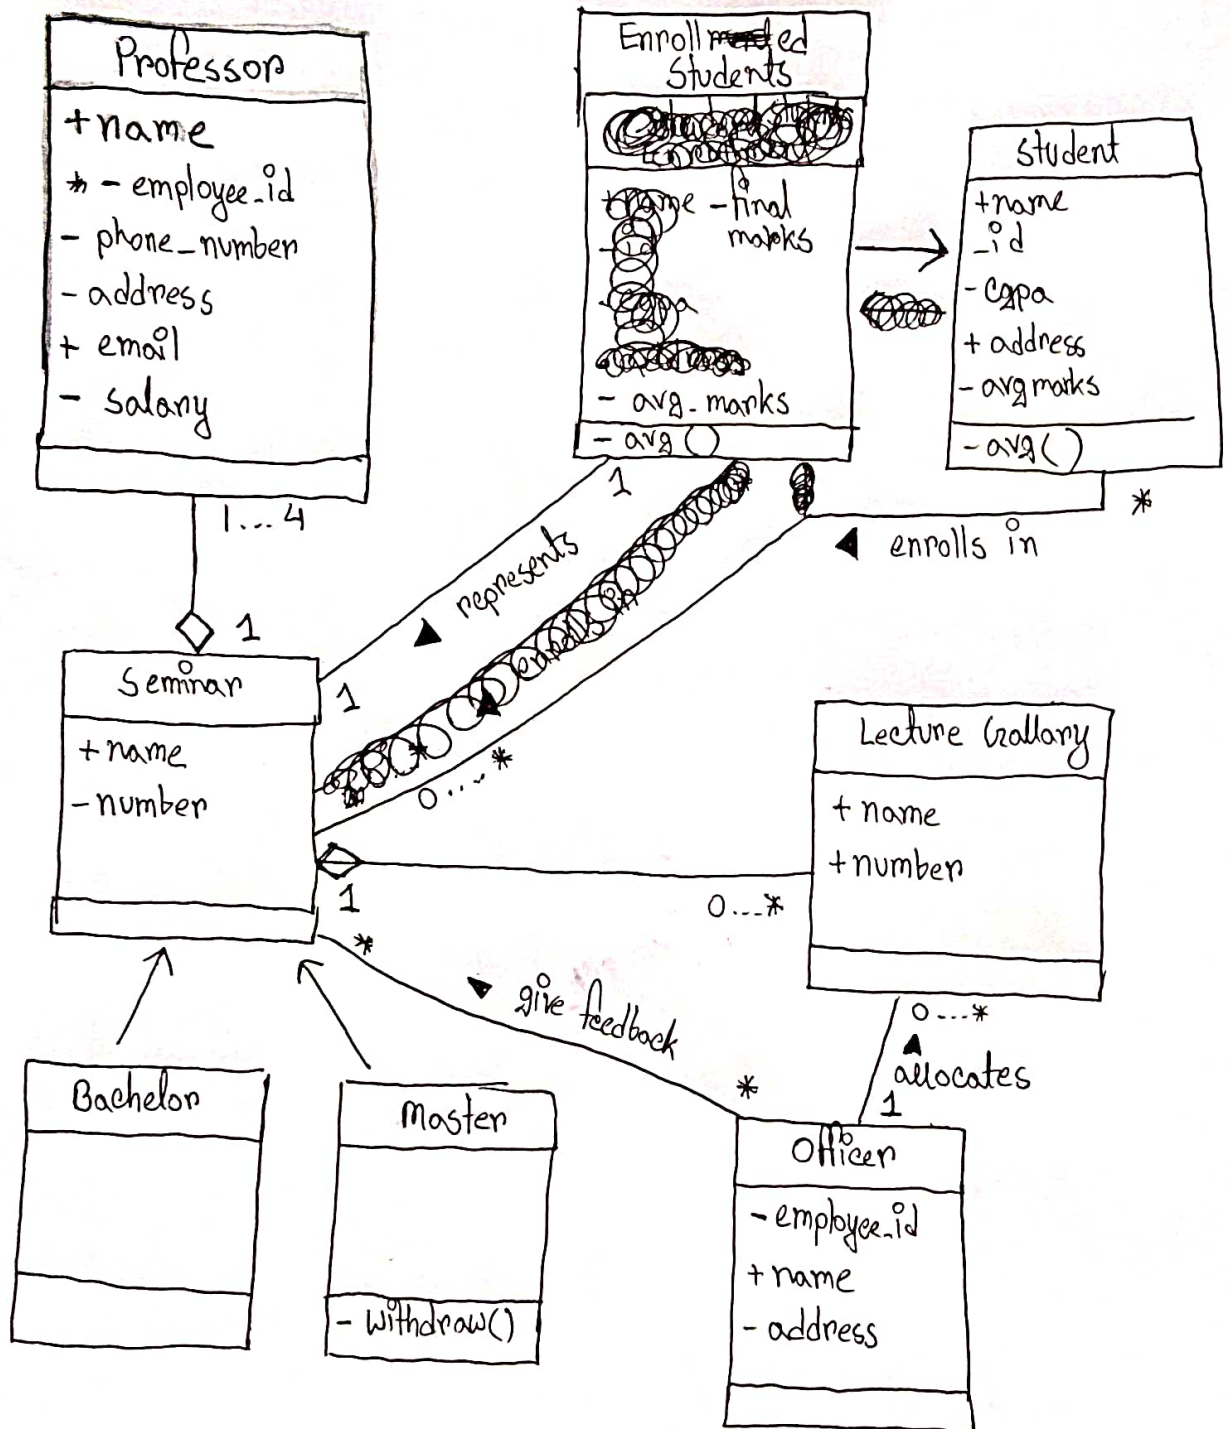 Professor
+ name
* - employee_id
- phone_number
- address
+ email
- salary
Enrolled
Students
- final
marks
- avg_marks
- avg()
Student
+ name
- id
- cgpa
+ address
- avg marks
- avg()
1...4
1
1
represents
1
enrolls in
*
0...*
Seminar
+ name
- number
Lecture Gallary
+ name
+ number
1
0...*
*
give feedback
*
0...*
allocates
1
Bachelor
Master
- withdraw()
Officer
- employee_id
+ name
- address